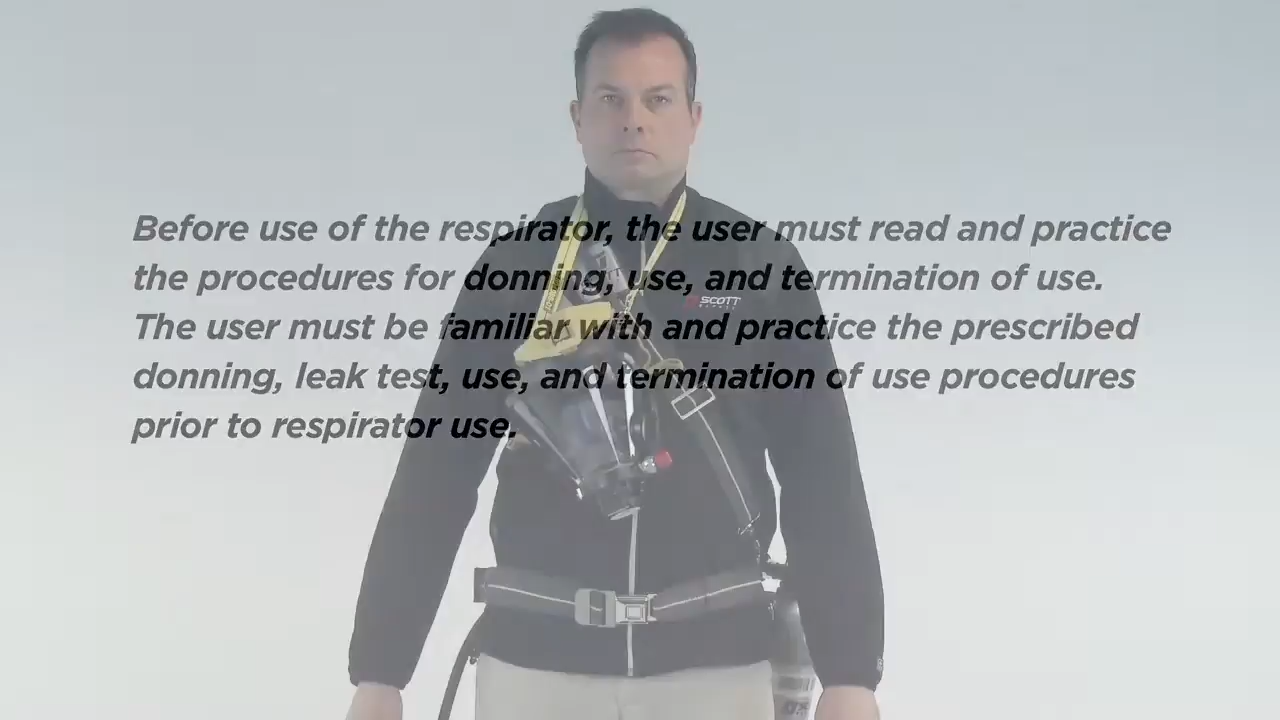 Before use of the respirator, the user must read and practice
the procedures for donning, use, and termination of use.
The user must be familiar with and practice the prescribed
donning, leak test, use, and termination of use procedures
prior to respirator use.
SCOTT